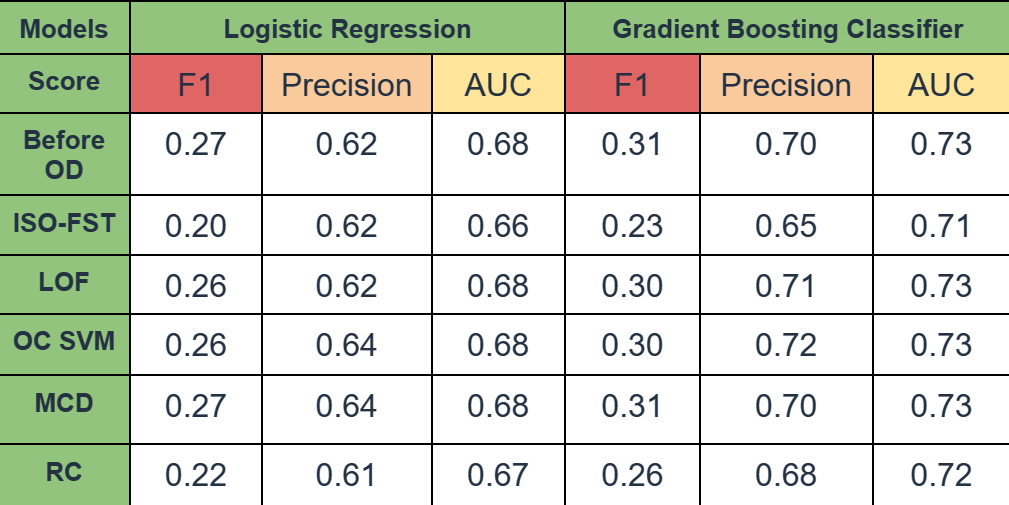 Models Logistic Regression Gradient Boosting Classifier
Score F1 Precision AUC F1 Precision AUC
Before
OD 0.27 0.62 0.68 0.31 0.70 0.73
ISO-FST 0.20 0.62 0.66 0.23 0.65 0.71
LOF 0.26 0.62 0.68 0.30 0.71 0.73
OC SVM 0.26 0.64 0.68 0.30 0.72 0.73
MCD 0.27 0.64 0.68 0.31 0.70 0.73
RC 0.22 0.61 0.67 0.26 0.68 0.72